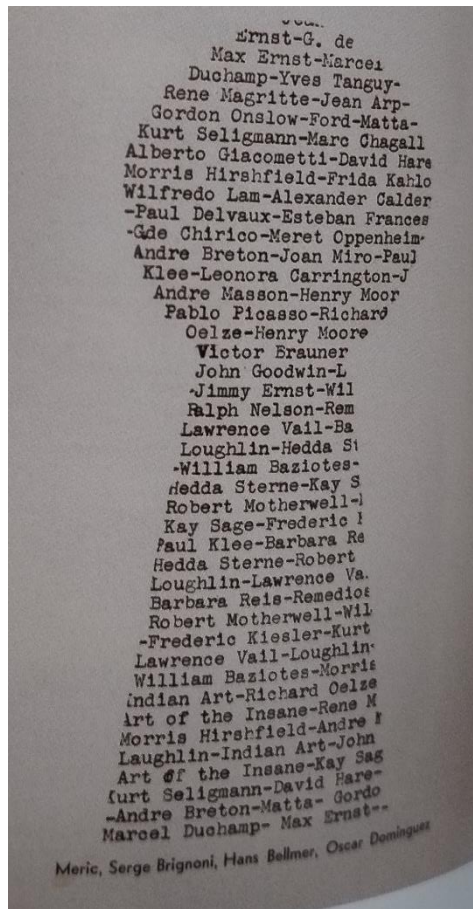 Ernst-G. de
Max Ernst-Marcel
Duchamp-Yves Tanguy-
Rene Magritte-Jean Arp-
Gordon Onslow-Ford-Matta-
Kurt Seligmann-Marc Chagall
Alberto Giacometti-David Hare
Morris Hirshfield-Frida Kahlo
Wilfredo Lam-Alexander Calder
-Paul Delvaux-Esteban Frances
-Gde Chirico-Meret Oppenheim-
Andre Breton-Joan Miro-Paul
Klee-Leonora Carrington-J
Andre Masson-Henry Moor
Pablo Picasso-Richard
Oelze-Henry Moore
Victor Brauner
John Goodwin-L
-Jimmy Ernst-Wil
Ralph Nelson-Rem
Lawrence Vail-Ba
Loughlin-Hedda St
-William Baziotes-
Hedda Sterne-Kay S
Robert Motherwell-
Kay Sage-Frederic
Paul Klee-Barbara Re
Hedda Sterne-Robert
Loughlin-Lawrence Va
Barbara Reis-Remedios
Robert Motherwell-Wil
-Frederic Kiesler-Kurt
Lawrence Vail-Loughlin-
William Baziotes-Morris
Indian Art-Richard Oelze
Art of the Insane-Rene M
Morris Hirshfield-Andre
Laughlin-Indian Art-John
Art of the Insane-Kay Sag
Kurt Seligmann-David Hare-
-Andre Breton-Matta- Gordo
Marcel Duchamp- Max Ernst--
Meric, Serge Brignoni, Hans Bellmer, Oscar Dominguez